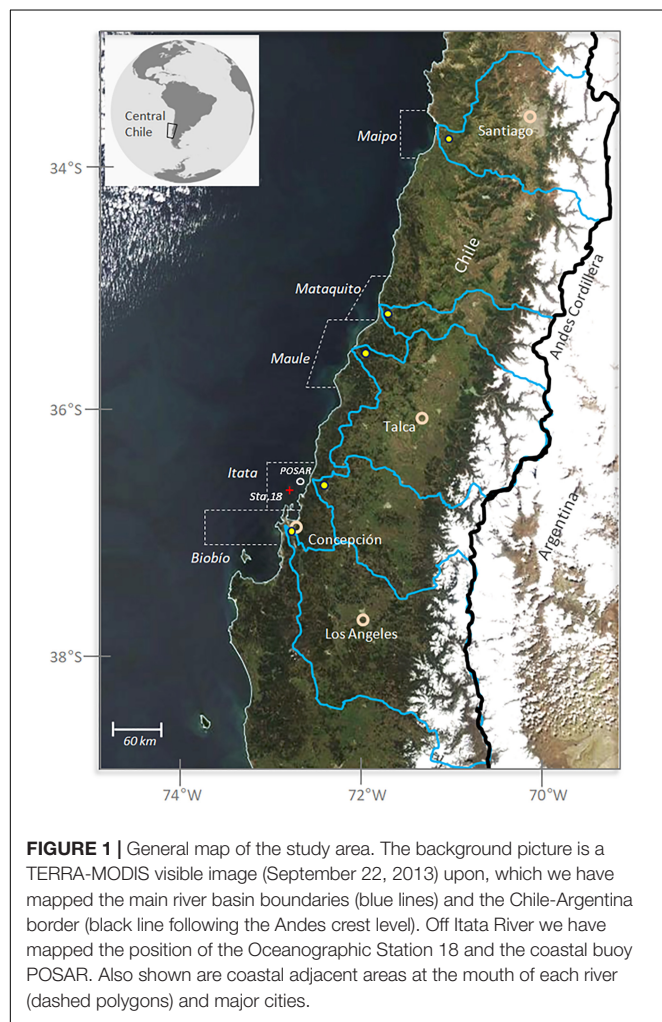 Central
Chile
Maipo
Santiago
34°S
Chile
Andes Cordillera
Mataquito
Maule
36°S
Talca
Itata
POSAR
Sta,18
Concepción
Biobío
Argentina
Los Angeles
38°S
60 km
74°W
72°W
70°W
FIGURE 1 | General map of the study area. The background picture is a
TERRA-MODIS visible image (September 22, 2013) upon, which we have
mapped the main river basin boundaries (blue lines) and the Chile-Argentina
border (black line following the Andes crest level). Off Itata River we have
mapped the position of the Oceanographic Station 18 and the coastal buoy
POSAR. Also shown are coastal adjacent areas at the mouth of each river
(dashed polygons) and major cities.